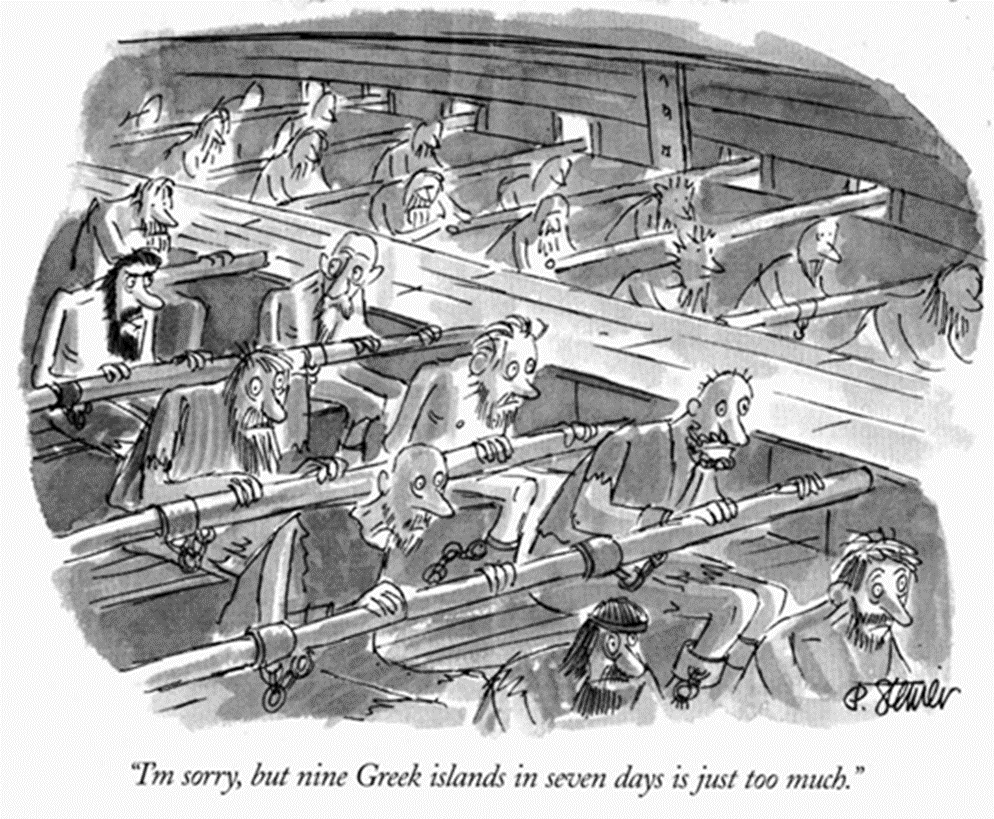 P. Steiner
“I'm sorry, but nine Greek islands in seven days is just too much.”